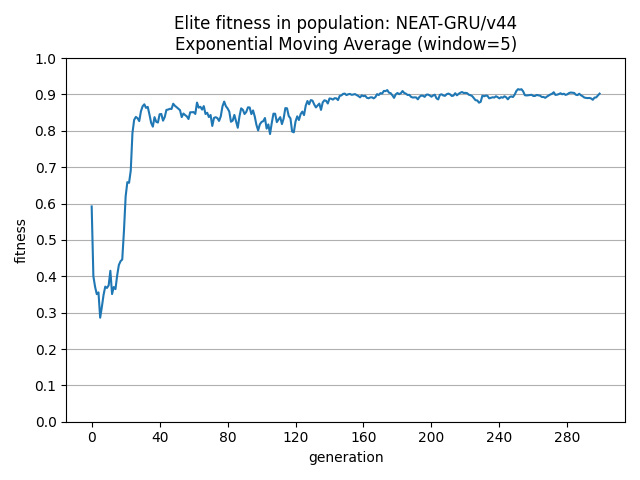 Elite fitness in population: NEAT-GRU/v44
Exponential Moving Average (window=5)
fitness
1.0
0.9
0.8
0.7
0.6
0.5
0.4
0.3
0.2
0.1
0.0
0 40 80 120 160 200 240 280
generation